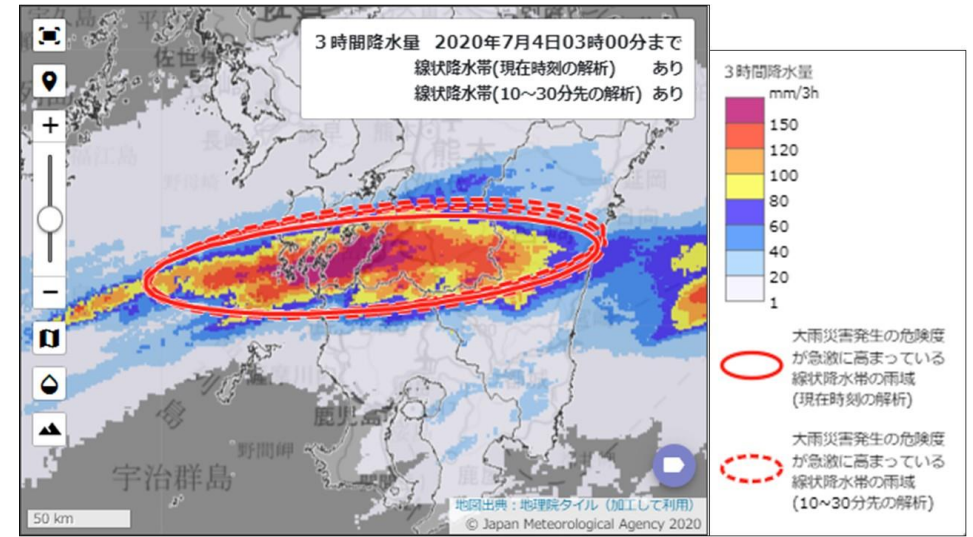 3時間降水量 2020年7月4日03時00分まで
線状降水帯(現在時刻の解析) あり
線状降水帯(10～30分先の解析) あり
佐世保
熊本
延岡
野間岬
鹿児島
宇治群島
+
−
50 km
地図出典：地理院タイル（加工して利用）
© Japan Meteorological Agency 2020
3時間降水量
mm/3h
150
120
100
80
60
40
20
1
大雨災害発生の危険度
が急激に高まっている
線状降水帯の雨域
(現在時刻の解析)
大雨災害発生の危険度
が急激に高まっている
線状降水帯の雨域
(10~30分先の解析)